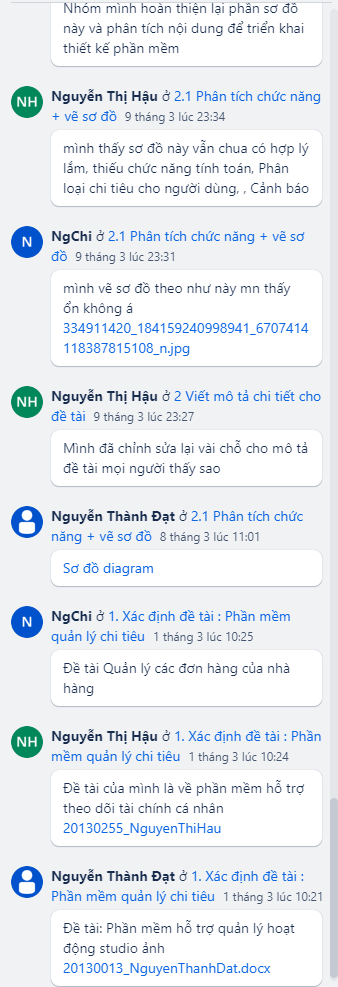 Nhóm mình hoàn thiện lại phần sơ đồ
này và phân tích nội dung để triển khai
thiết kế phần mềm
NH
Nguyễn Thị Hậu ở 2.1 Phân tích chức năng
+ vẽ sơ đồ 9 tháng 3 lúc 23:34
mình thấy sơ đồ này vẫn chưa có hợp lý
lắm, thiếu chức năng tính toán, Phân
loại chi tiêu cho người dùng, , Cảnh báo
N
NgChi ở 2.1 Phân tích chức năng + vẽ sơ
đồ 9 tháng 3 lúc 23:31
mình vẽ sơ đồ theo như này mn thấy
ổn không á
334911420_184159240998941_6707414
118387815108_n.jpg
NH
Nguyễn Thị Hậu ở 2 Viết mô tả chi tiết cho
đề tài 9 tháng 3 lúc 23:27
Mình đã chỉnh sửa lại vài chỗ cho mô tả
đề tài mọi người thấy sao
Nguyễn Thành Đạt ở 2.1 Phân tích chức
năng + vẽ sơ đồ 8 tháng 3 lúc 11:01
Sơ đồ diagram
N
NgChi ở 1. Xác định đề tài : Phần mềm
quản lý chi tiêu 1 tháng 3 lúc 10:25
Đề tài Quản lý các đơn hàng của nhà
hàng
NH
Nguyễn Thị Hậu ở 1. Xác định đề tài : Phần
mềm quản lý chi tiêu 1 tháng 3 lúc 10:24
Đề tài của mình là về phần mềm hỗ trợ
theo dõi tài chính cá nhân
20130255_NguyenThiHau
Nguyễn Thành Đạt ở 1. Xác định đề tài :
Phần mềm quản lý chi tiêu 1 tháng 3 lúc 10:21
Đề tài: Phần mềm hỗ trợ quản lý hoạt
động studio ảnh
20130013_NguyenThanhDat.docx